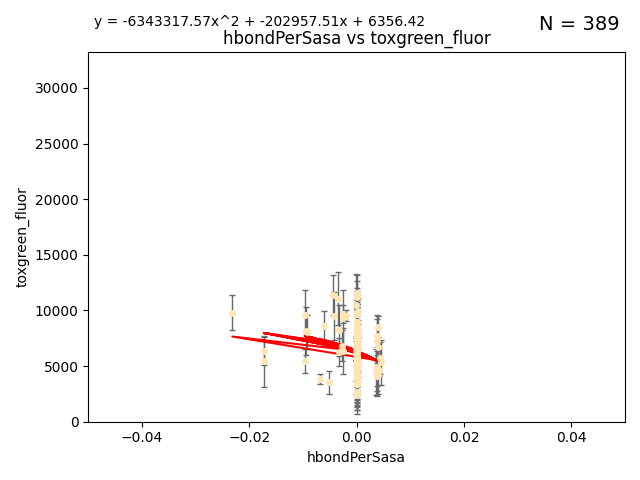 y = -6343317.57x^2 + -202957.51x + 6356.42
N = 389
hbondPerSasa vs toxgreen_fluor
30000
25000
20000
15000
10000
5000
0
toxgreen_fluor
−0.04
−0.02
0.00
0.02
0.04
hbondPerSasa